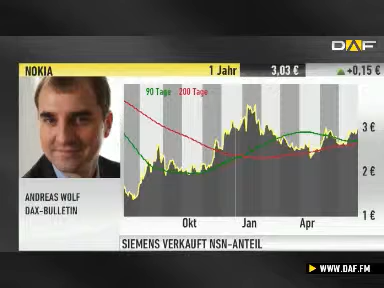 DAF
NOKIA 1 Jahr 3,03 € +0,15 €
90 Tage 200 Tage
3 €
2 €
1 €
Okt Jan Apr
ANDREAS WOLF
DAX-BULLETIN
SIEMENS VERKAUFT NSN-ANTEIL
WWW.DAF.FM